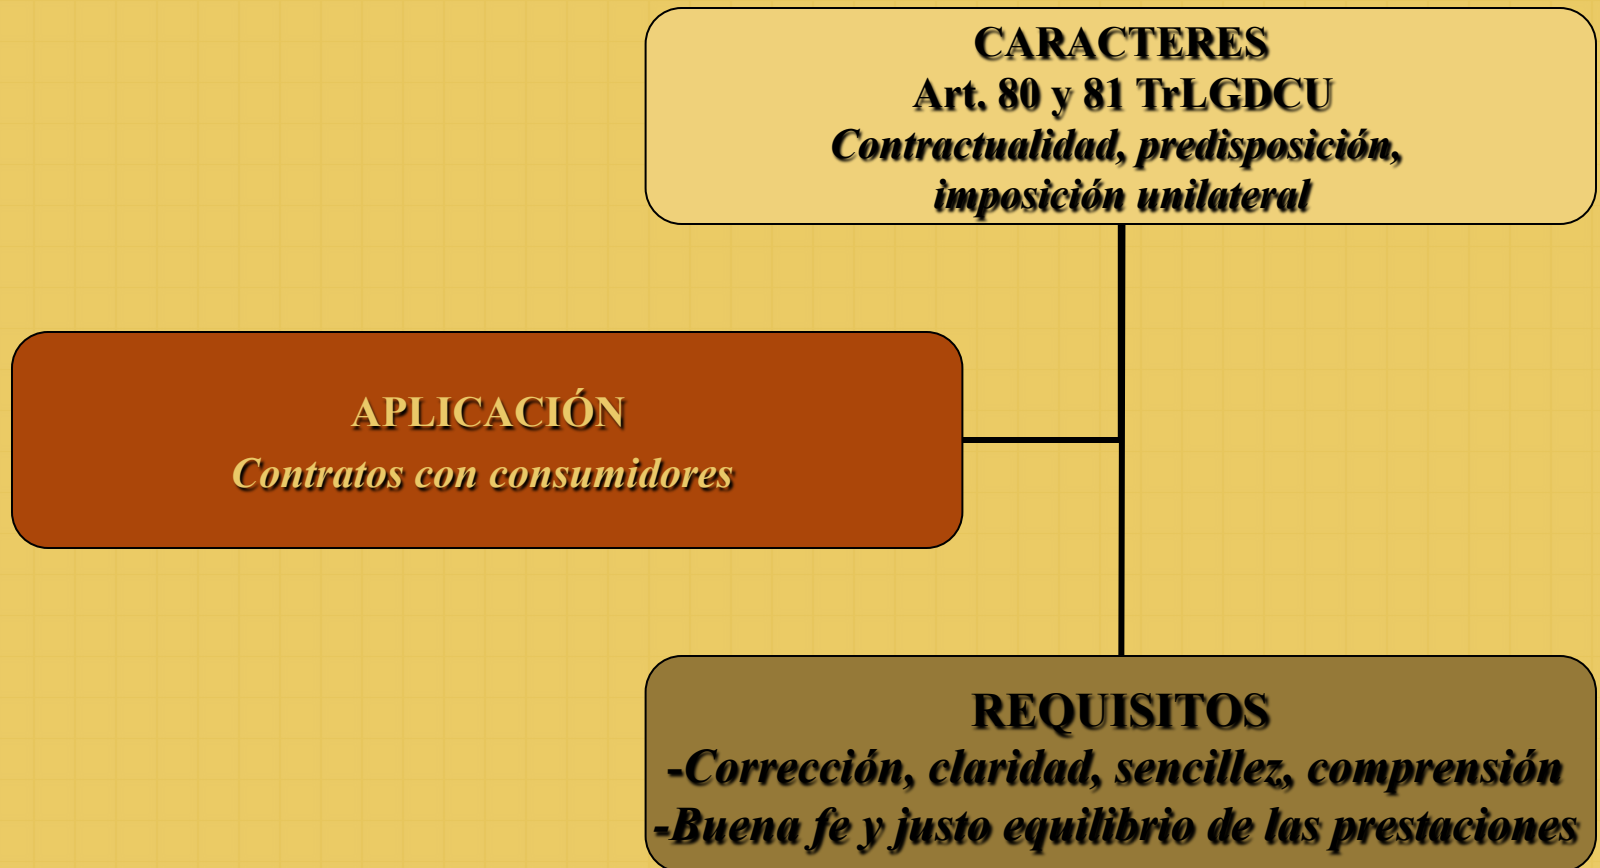 CARACTERES
Art. 80 y 81 TrLGDCU
Contractualidad, predisposición,
imposición unilateral
APLICACIÓN
Contratos con consumidores
REQUISITOS
-Corrección, claridad, sencillez, comprensión
-Buena fe y justo equilibrio de las prestaciones